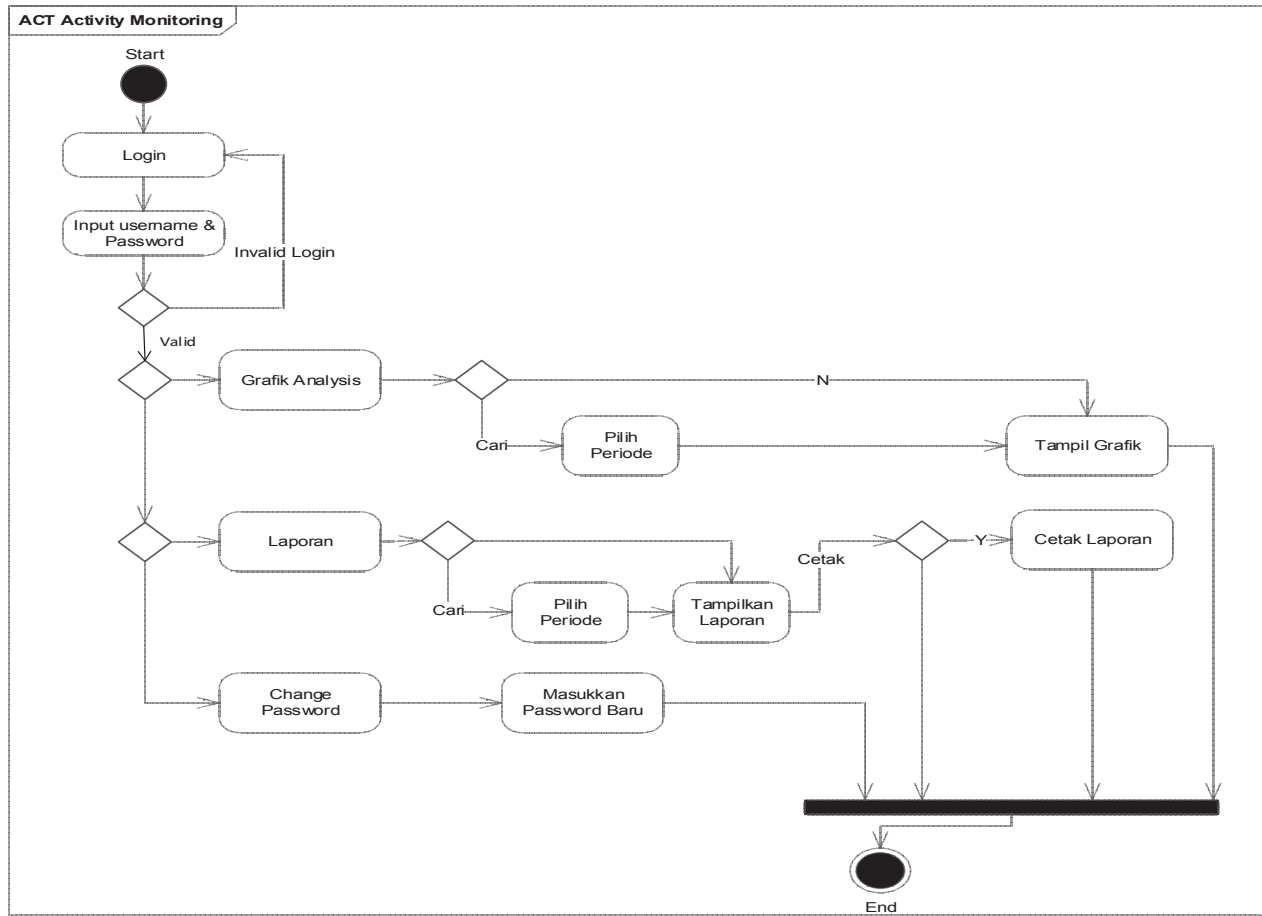 ACT Activity Monitoring
Start
Login
Input username &
Password
Invalid Login
Valid
Grafik Analysis
N
Cari
Pilih
Periode
Tampil Grafik
Laporan
Cetak
Y
Cetak Laporan
Cari
Pilih
Periode
Tampilkan
Laporan
Change
Password
Masukkan
Password Baru
End